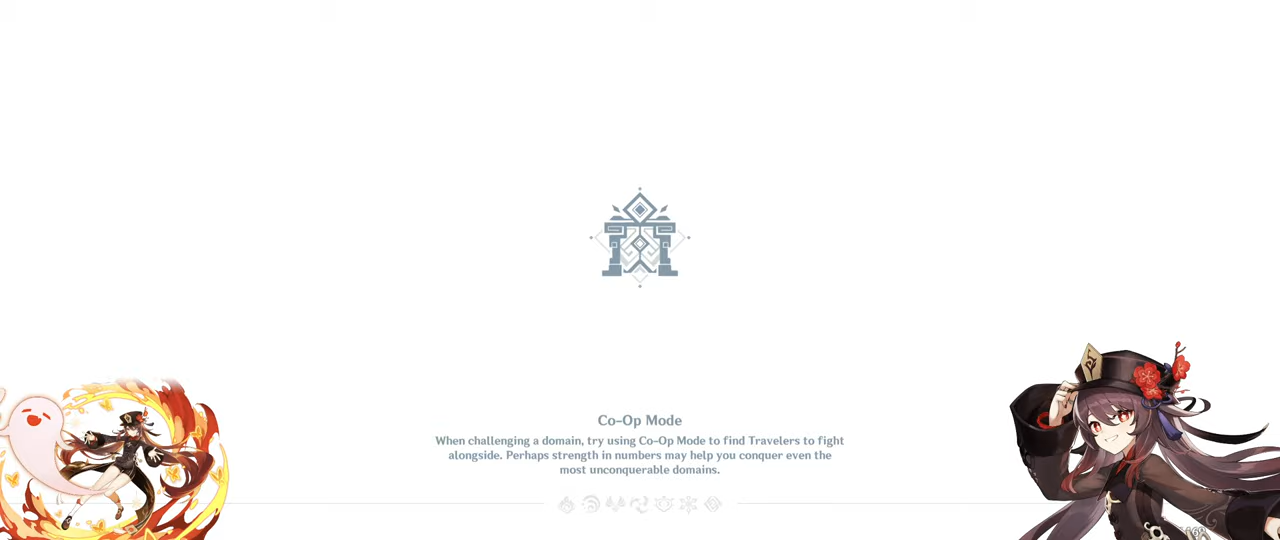 Co-Op Mode
When challenging a domain, try using Co-Op Mode to find Travelers to fight
alongside. Perhaps strength in numbers may help you conquer even the
most unconquerable domains.